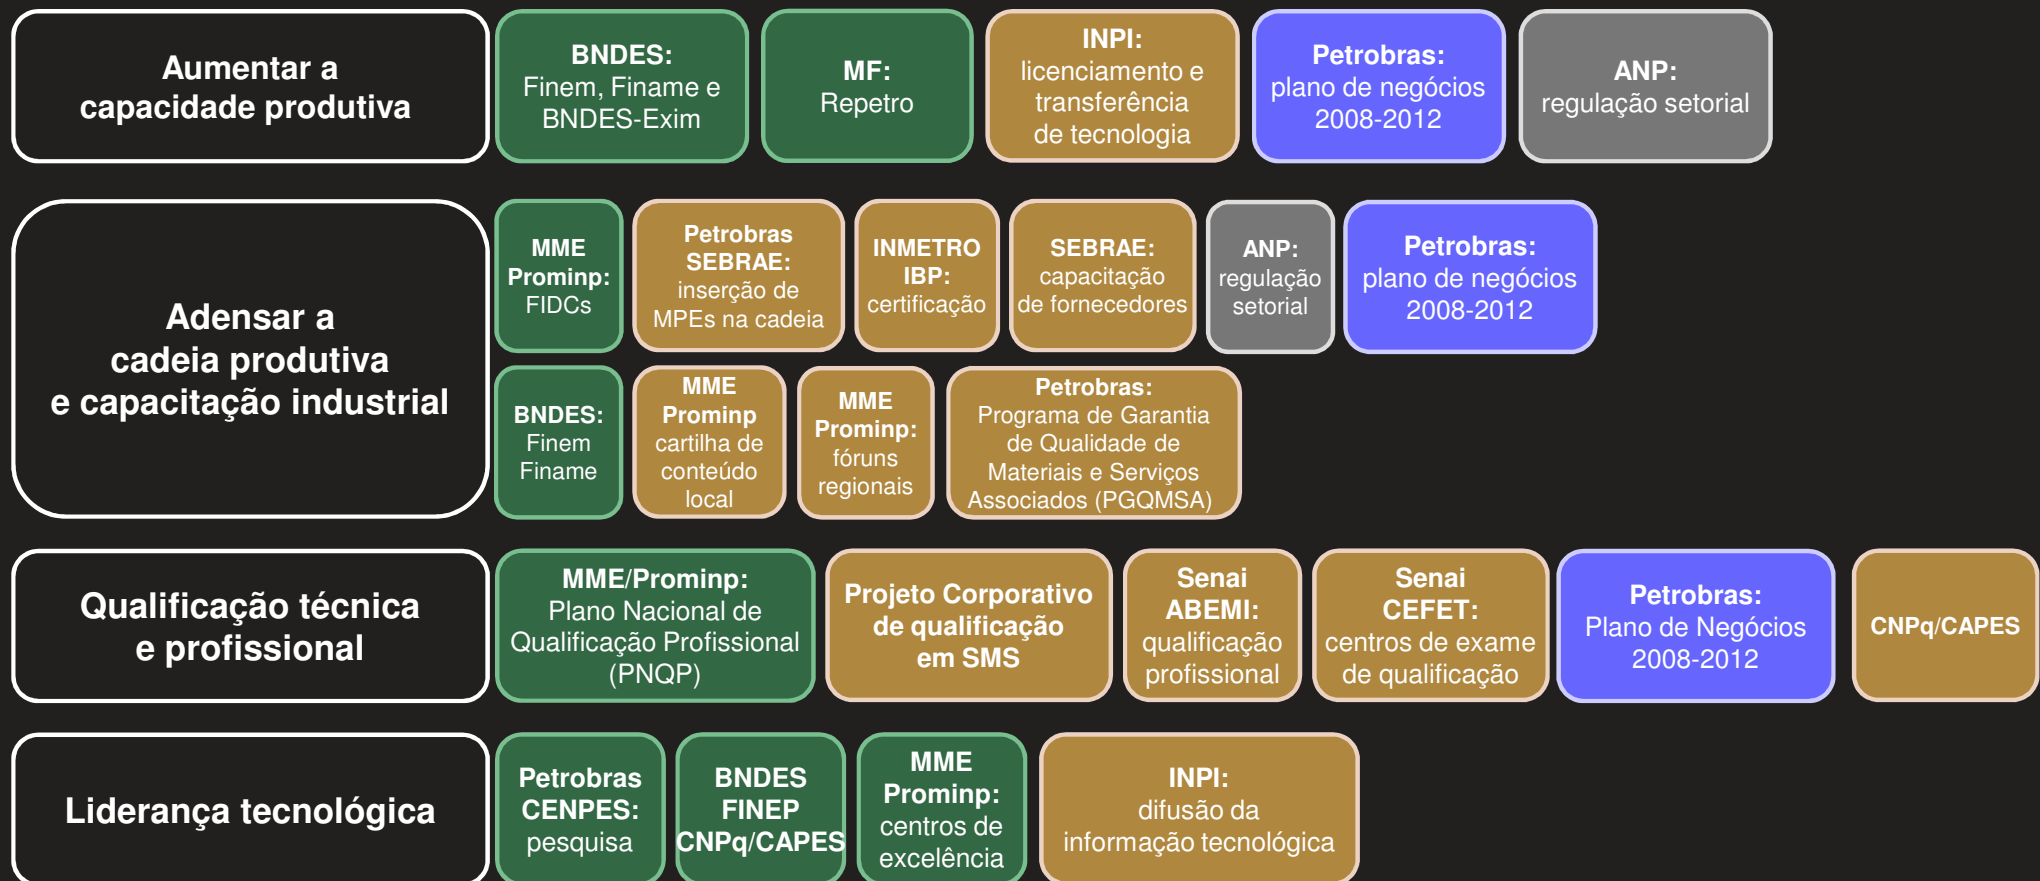 Aumentar a
capacidade produtiva
BNDES:
Finem, Finame e
BNDES-Exim
MF:
Repetro
INPI:
licenciamento e
transferência
de tecnologia
Petrobras:
plano de negócios
2008-2012
ANP:
regulação setorial
Adensar a
cadeia produtiva
e capacitação industrial
MME
Prominp:
FIDCs
Petrobras
SEBRAE:
inserção de
MPEs na cadeia
INMETRO
IBP:
certificação
SEBRAE:
capacitação
de fornecedores
ANP:
regulação
setorial
Petrobras:
plano de negócios
2008-2012
BNDES:
Finem
Finame
MME
Prominp
cartilha de
conteúdo
local
MME
Prominp:
fóruns
regionais
Petrobras:
Programa de Garantia
de Qualidade de
Materiais e Serviços
Associados (PGQMSA)
Qualificação técnica
e profissional
MME/Prominp:
Plano Nacional de
Qualificação Profissional
(PNQP)
Projeto Corporativo
de qualificação
em SMS
Senai
ABEMI:
qualificação
profissional
Senai
CEFET:
centros de exame
de qualificação
Petrobras:
Plano de Negócios
2008-2012
CNPq/CAPES
Liderança tecnológica
Petrobras
CENPES:
pesquisa
BNDES
FINEP
CNPq/CAPES
MME
Prominp:
centros de
excelência
INPI:
difusão da
informação tecnológica